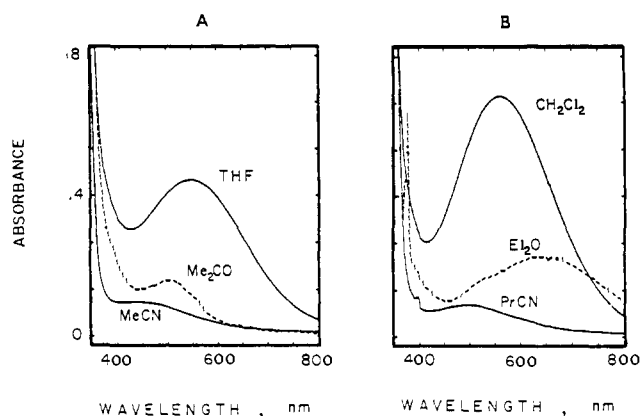 A
B
.8
.4
0
ABSORBANCE
THF
Me2CO
MeCN
CH2Cl2
Et2O
PrCN
400 600 800
400 600 800
WAVELENGTH , nm
WAVELENGTH , nm